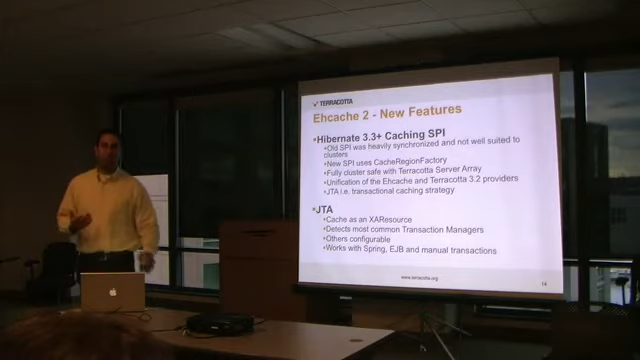 TERRACOTTA
Ehcache 2 - New Features
Hibernate 3.3+ Caching SPI
Old SPI was heavily synchronized and not well suited to
clusters
New SPI uses CacheRegionFactory
Fully cluster safe with Terracotta Server Array
Unification of the Ehcache and Terracotta 3.2 providers
JTA i.e. transactional caching strategy
JTA
Cache as an XAResource
Detects most common Transaction Managers
Others configurable
Works with Spring, EJB and manual transactions
www.terracotta.org
14